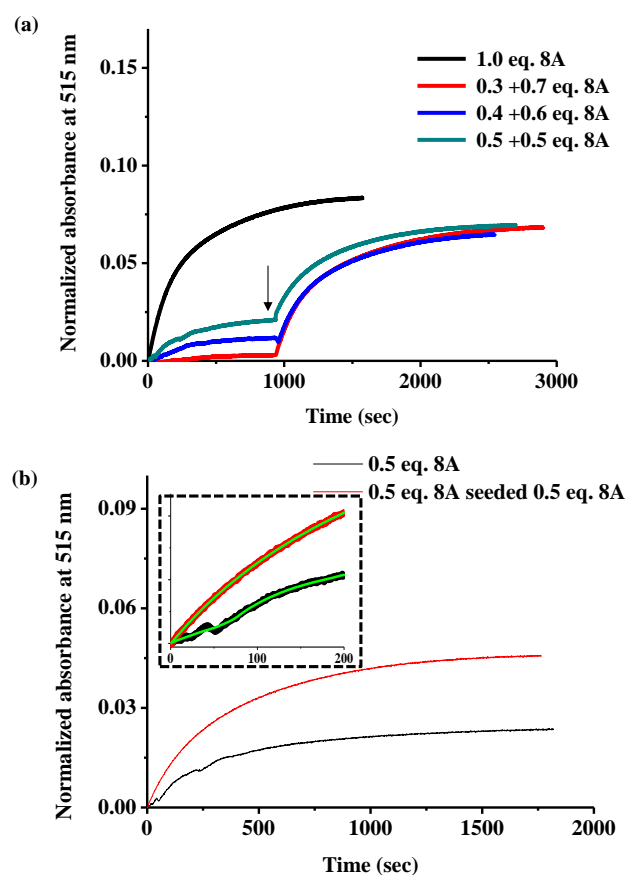 (a)
Normalized absorbance at 515 nm
0.15
0.10
0.05
0.00
1.0 eq. 8A
0.3 +0.7 eq. 8A
0.4 +0.6 eq. 8A
0.5 +0.5 eq. 8A
0 1000 2000 3000
Time (sec)
(b)
Normalized absorbance at 515 nm
0.09
0.06
0.03
0.00
0.5 eq. 8A
0.5 eq. 8A seeded 0.5 eq. 8A
0 100 200
0 500 1000 1500 2000
Time (sec)